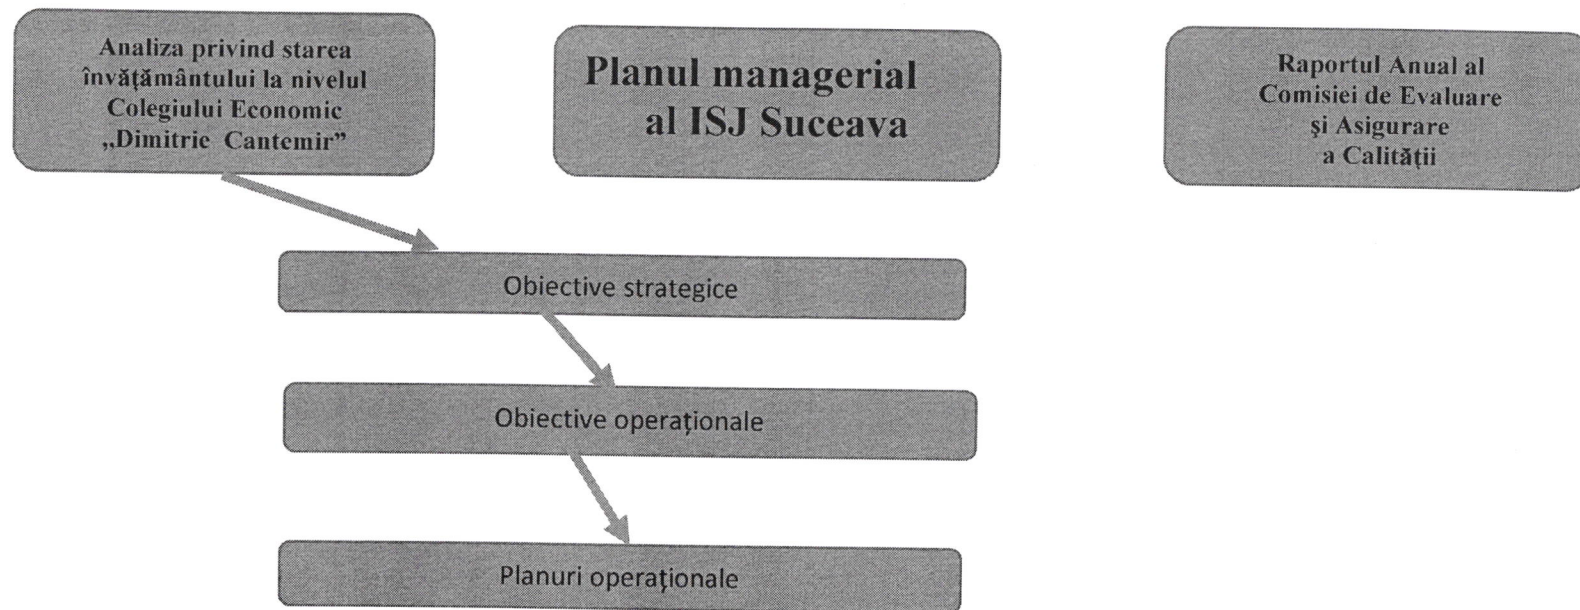 Analiza privind starea
învăţământului la nivelul
Colegiului Economic
„Dimitrie Cantemir”
Planul managerial
al ISJ Suceava
Raportul Anual al
Comisiei de Evaluare
şi Asigurare
a Calităţii
Obiective strategice
Obiective operaţionale
Planuri operaţionale